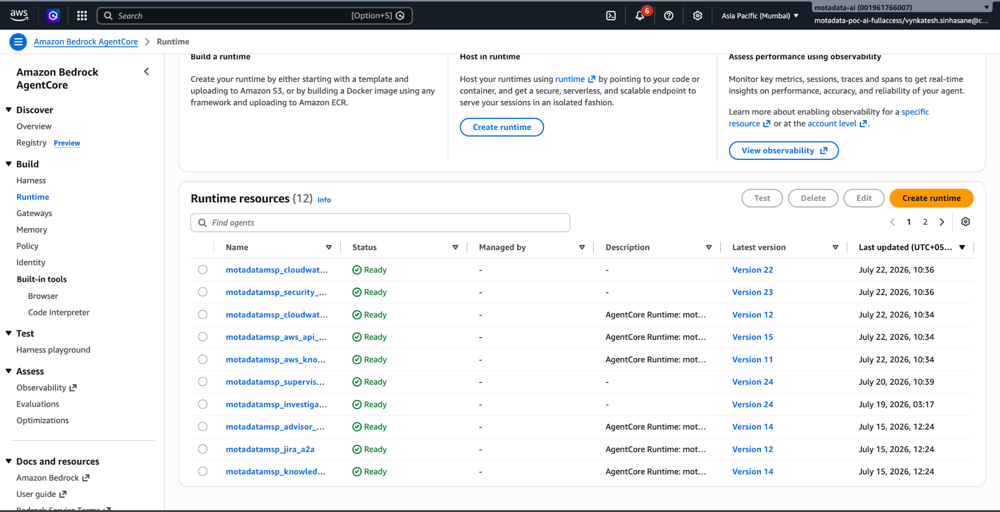 aws
Search
[Option+S]
6
Asia Pacific (Mumbai)
motadata-ai (001961766007)
motadata-poc-ai-fullaccess/vynkatesh.sinhasane@c...
Amazon Bedrock AgentCore
Runtime
Amazon Bedrock
AgentCore
Discover
Overview
Registry Preview
Build
Harness
Runtime
Gateways
Memory
Policy
Identity
Built-in tools
Browser
Code Interpreter
Test
Harness playground
Assess
Observability
Evaluations
Optimizations
Docs and resources
Amazon Bedrock
User guide
Bedrock Service Terms
Build a runtime
Create your runtime by either starting with a template and
uploading to Amazon S3, or by building a Docker image using any
framework and uploading to Amazon ECR.
Host in runtime
Host your runtimes using runtime by pointing to your code or
container, and get a secure, serverless, and scalable endpoint to
serve your sessions in an isolated fashion.
Create runtime
Assess performance using observability
Monitor key metrics, sessions, traces and spans to get real-time
insights on performance, accuracy, and reliability of your agent.
Learn more about enabling observability for a specific
resource or at the account level .
View observability
Runtime resources (12) Info
Test Delete Edit Create runtime
Find agents
1 2
Name Status Managed by Description Latest version Last updated (UTC+05...
motadatamsp_cloudwat... Ready - - Version 22 July 22, 2026, 10:36
motadatamsp_security_... Ready - - Version 23 July 22, 2026, 10:36
motadatamsp_cloudwat... Ready - AgentCore Runtime: mot... Version 12 July 22, 2026, 10:34
motadatamsp_aws_api_... Ready - AgentCore Runtime: mot... Version 15 July 22, 2026, 10:34
motadatamsp_aws_kno... Ready - AgentCore Runtime: mot... Version 11 July 22, 2026, 10:34
motadatamsp_supervis... Ready - - Version 24 July 20, 2026, 10:39
motadatamsp_investiga... Ready - - Version 24 July 19, 2026, 03:17
motadatamsp_advisor_... Ready - AgentCore Runtime: mot... Version 14 July 15, 2026, 12:24
motadatamsp_jira_a2a Ready - AgentCore Runtime: mot... Version 12 July 15, 2026, 12:24
motadatamsp_knowled... Ready - AgentCore Runtime: mot... Version 14 July 15, 2026, 12:24